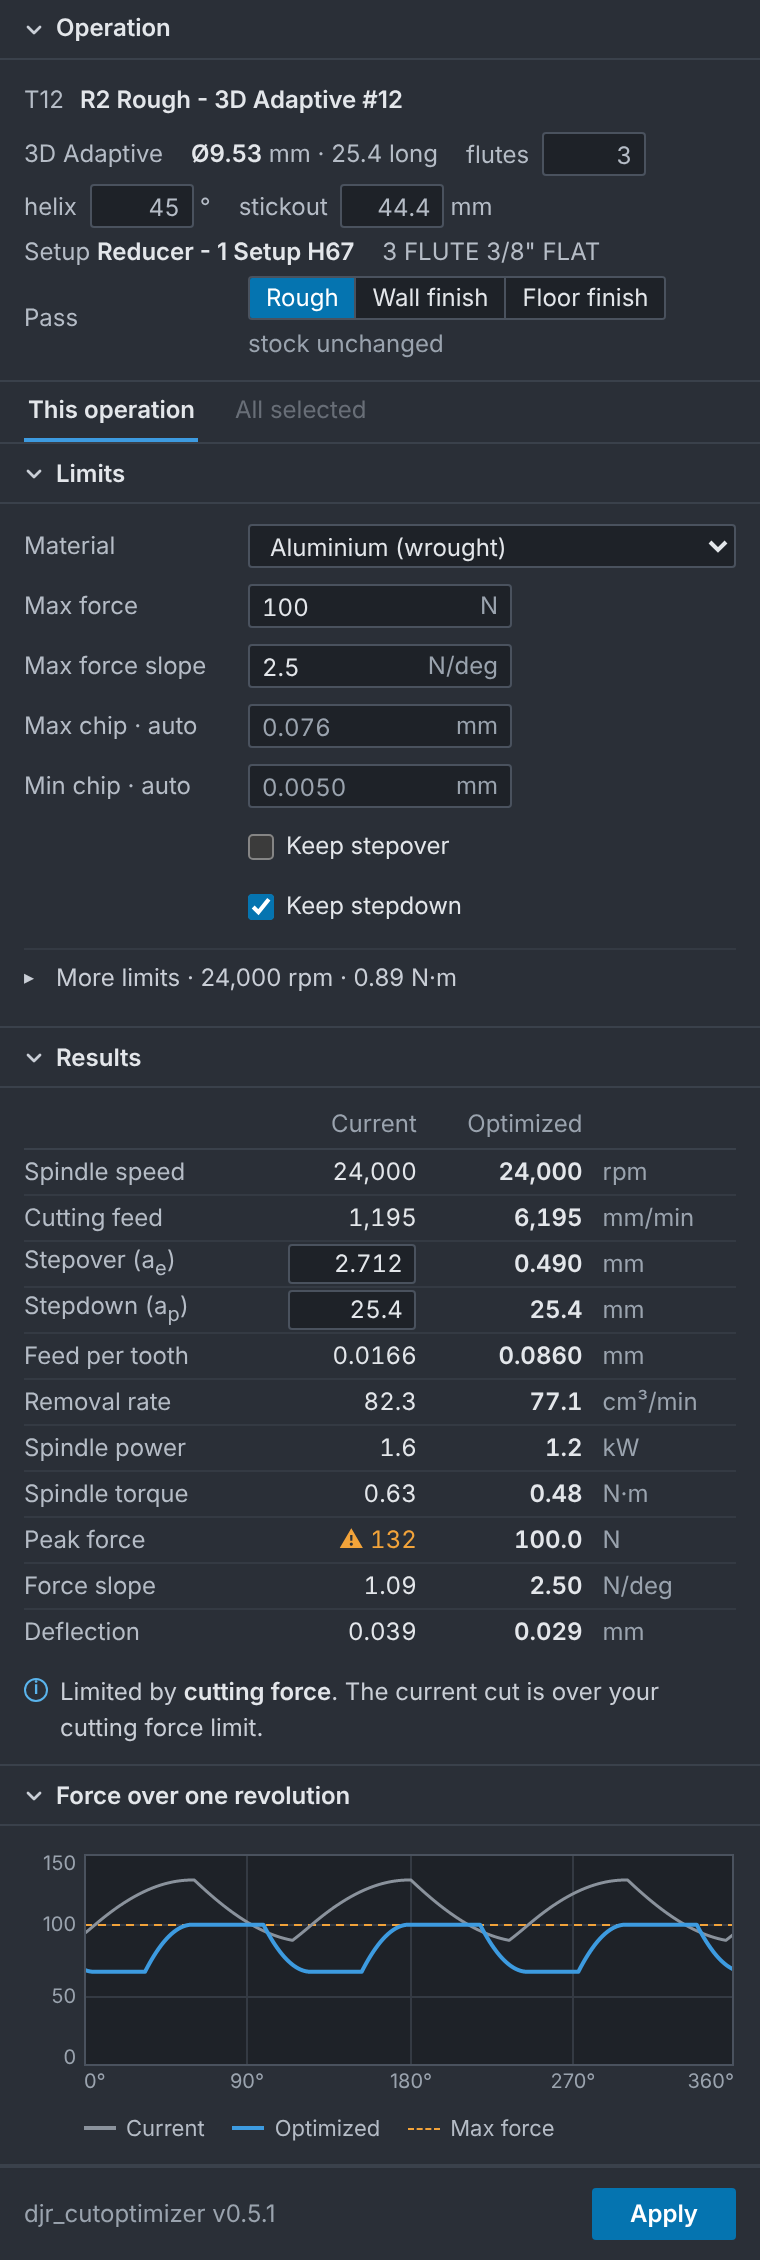 Operation
T12 R2 Rough - 3D Adaptive #12
3D Adaptive Ø9.53 mm · 25.4 long flutes 3
helix 45 ° stickout 44.4 mm
Setup Reducer - 1 Setup H67 3 FLUTE 3/8" FLAT
Pass Rough Wall finish Floor finish
stock unchanged
This operation All selected
Limits
Material Aluminium (wrought)
Max force 100 N
Max force slope 2.5 N/deg
Max chip · auto 0.076 mm
Min chip · auto 0.0050 mm
Keep stepover
Keep stepdown
More limits · 24,000 rpm · 0.89 N·m
Results
Current Optimized
Spindle speed 24,000 24,000 rpm
Cutting feed 1,195 6,195 mm/min
Stepover (ae) 2.712 0.490 mm
Stepdown (ap) 25.4 25.4 mm
Feed per tooth 0.0166 0.0860 mm
Removal rate 82.3 77.1 cm³/min
Spindle power 1.6 1.2 kW
Spindle torque 0.63 0.48 N·m
Peak force 132 100.0 N
Force slope 1.09 2.50 N/deg
Deflection 0.039 0.029 mm
Limited by cutting force. The current cut is over your
cutting force limit.
Force over one revolution
150
100
50
0
0° 90° 180° 270° 360°
Current Optimized Max force
djr_cutoptimizer v0.5.1 Apply